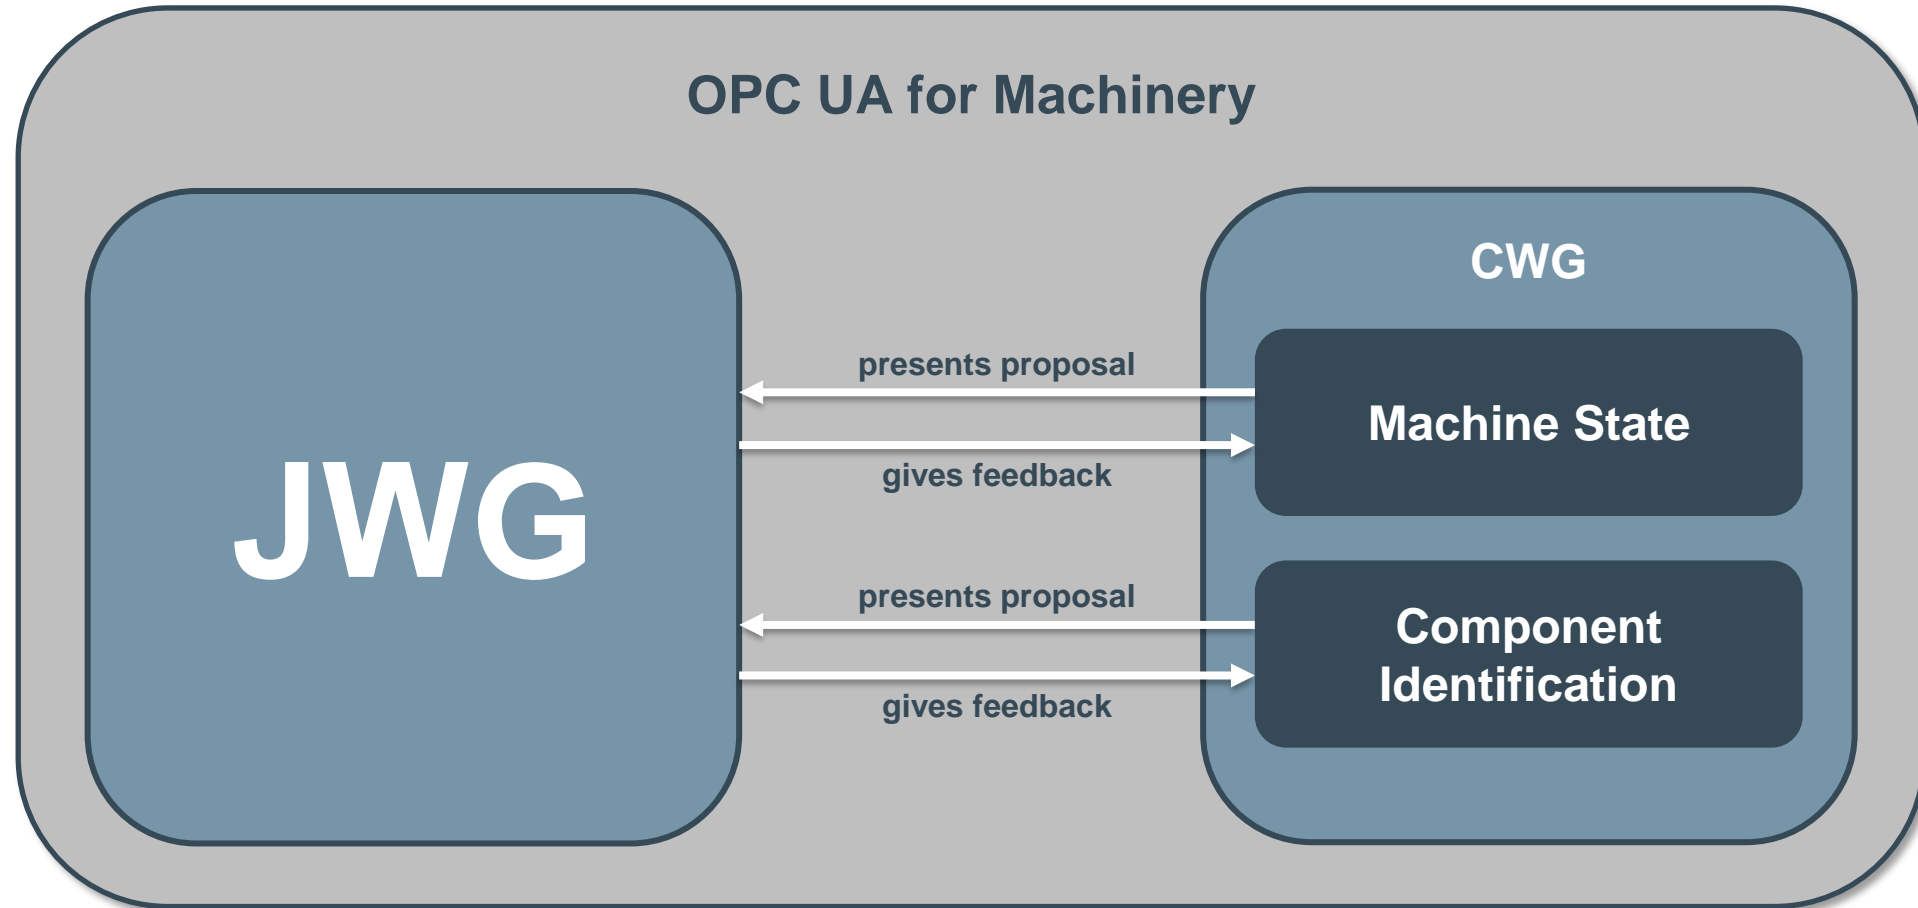 OPC UA for Machinery
JWG
presents proposal
gives feedback
presents proposal
gives feedback
CWG
Machine State
Component
Identification